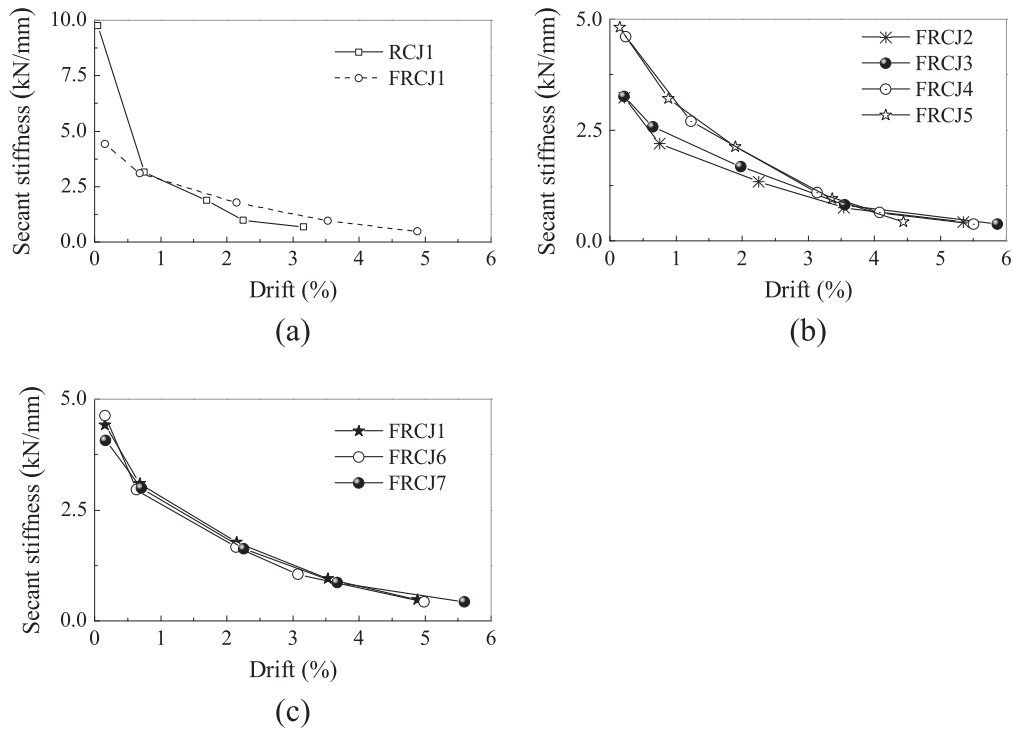 Secant stiffness (kN/mm)
10.0
7.5
5.0
2.5
0.0
RCJ1
FRCJ1
0 1 2 3 4 5 6
Drift (%)
(a)
Secant stiffness (kN/mm)
5.0
2.5
0.0
FRCJ2
FRCJ3
FRCJ4
FRCJ5
0 1 2 3 4 5 6
Drift (%)
(b)
Secant stiffness (kN/mm)
5.0
2.5
0.0
FRCJ1
FRCJ6
FRCJ7
0 1 2 3 4 5 6
Drift (%)
(c)